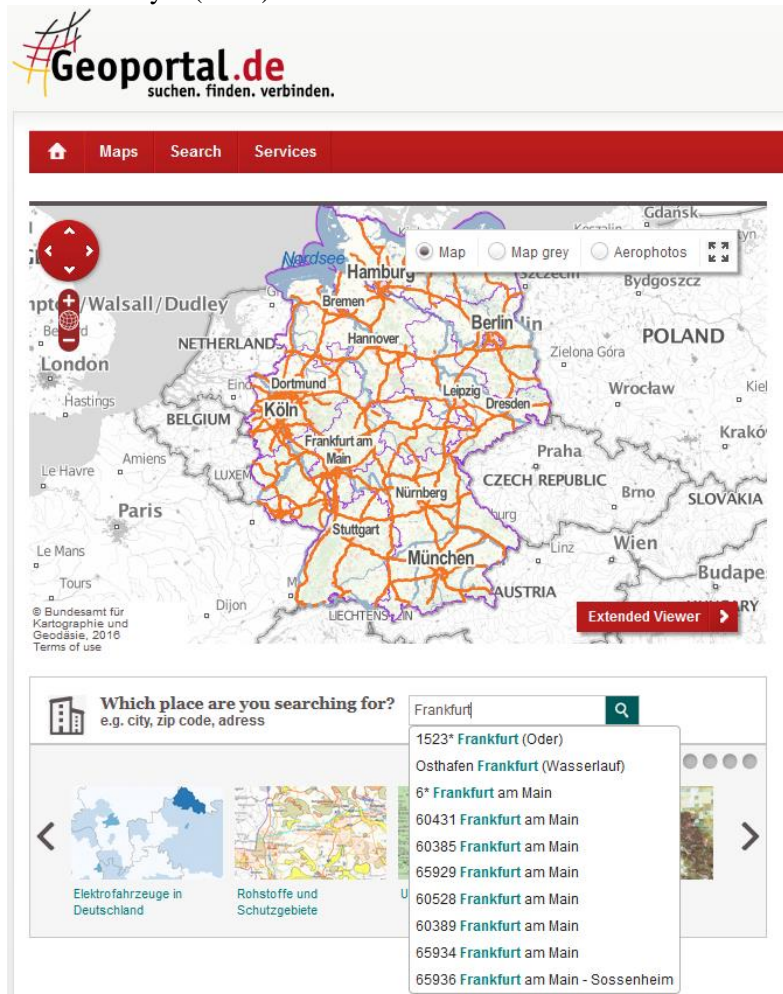 Geoportal.de
suchen. finden. verbinden.
Maps Search Services
Gdańsk
Nordsee
Map Map grey Aerophotos
Hamburg
Szczecin
Bydgoszcz
/Walsall/Dudley
Bremen
Berlin
NETHERLANDS
Hannover
POLAND
London
Zielona Góra
Dortmund
Leipzig
Wrocław
Hastings
Köln
Dresden
BELGIUM
Frankfurt am
Main
Praha
Le Havre
Amiens
CZECH REPUBLIC
Nürnberg
Brno
SLOVAKIA
Paris
Stuttgart
Le Mans
Linz
Wien
München
Tours
AUSTRIA
Dijon
© Bundesamt für
Kartographie und
Geodäsie, 2016
Terms of use
Extended Viewer
Which place are you searching for?
e.g. city, zip code, adress
Frankfurt
1523* Frankfurt (Oder)
Osthafen Frankfurt (Wasserlauf)
6* Frankfurt am Main
60431 Frankfurt am Main
60385 Frankfurt am Main
65929 Frankfurt am Main
60528 Frankfurt am Main
60389 Frankfurt am Main
65934 Frankfurt am Main
65936 Frankfurt am Main - Sossenheim
Elektrofahrzeuge in
Deutschland
Rohstoffe und
Schutzgebiete